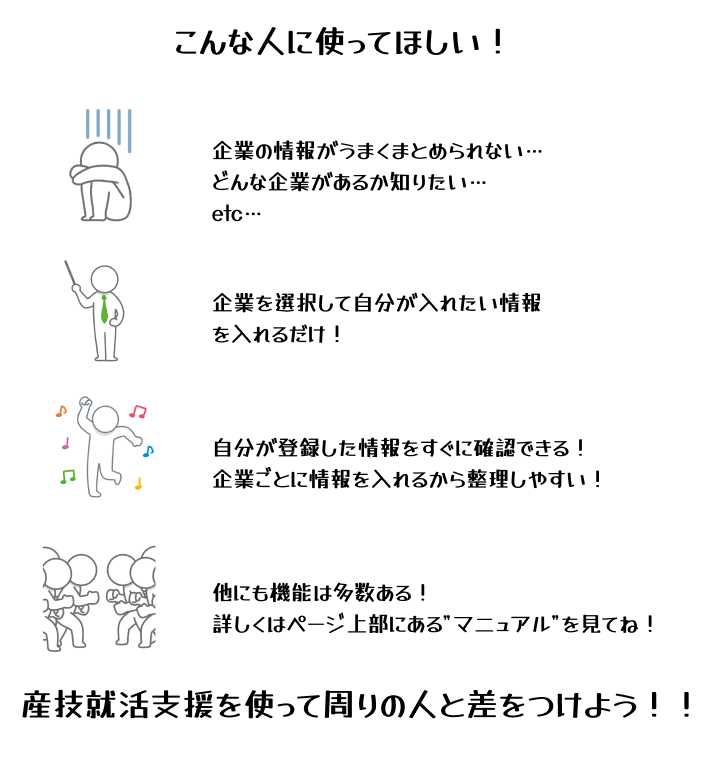 こんな人に使ってほしい！
企業の情報がうまくまとめられない…
どんな企業があるか知りたい…
etc…
企業を選択して自分が入れたい情報
を入れるだけ！
自分が登録した情報をすぐに確認できる！
企業ごとに情報を入れるから整理しやすい！
他にも機能は多数ある！
詳しくはページ上部にある"マニュアル"を見てね！
産技就活支援を使って周りの人と差をつけよう！！